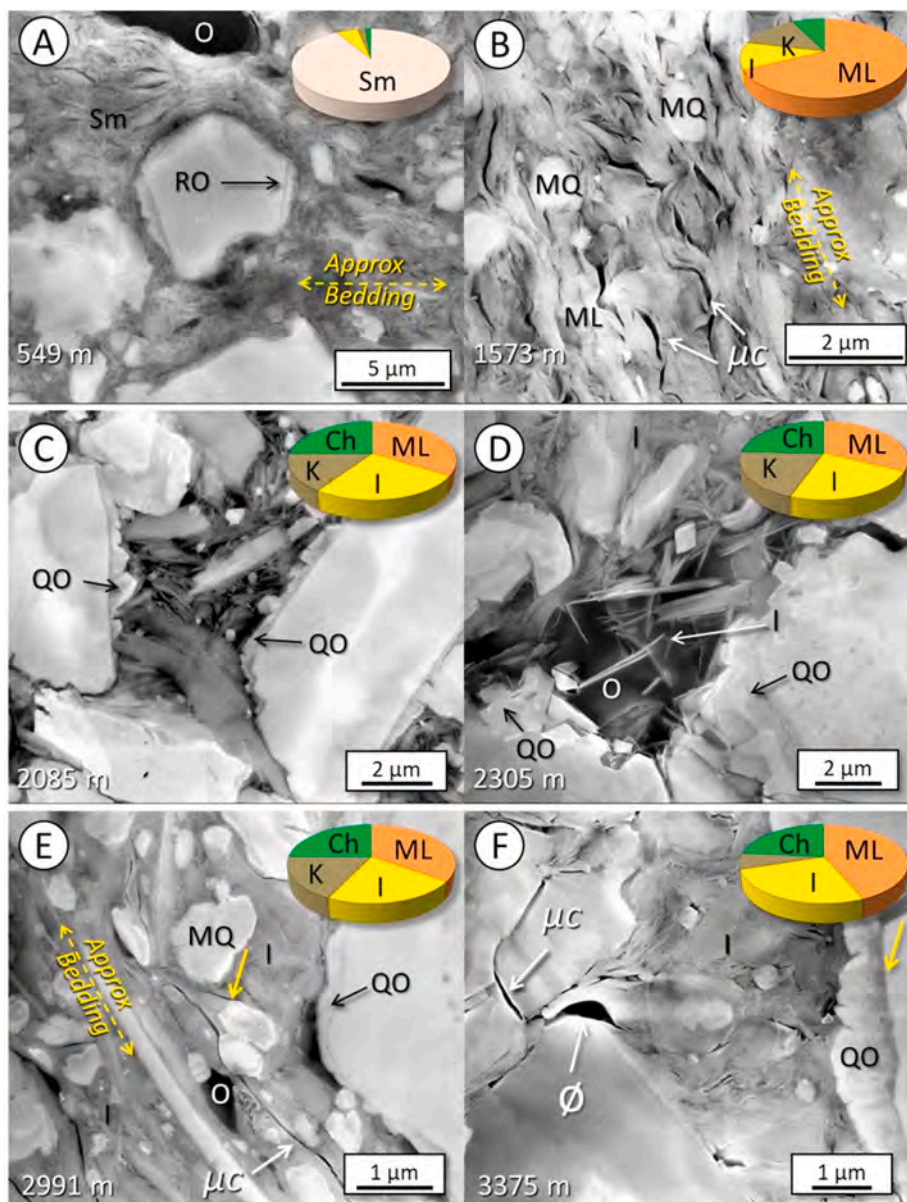 A
O
Sm
Sm
RO
Approx
Bedding
549 m
5 µm
B
K
I
ML
MQ
MQ
ML
µc
Approx
Bedding
1573 m
2 µm
C
Ch
ML
K
I
QO
QO
2085 m
2 µm
D
I
Ch
ML
K
I
I
O
QO
QO
2305 m
2 µm
E
Ch
ML
K
I
MQ
I
Approx
Bedding
QO
O
I
µc
2991 m
1 µm
F
Ch
ML
I
µc
I
QO
Ø
3375 m
1 µm